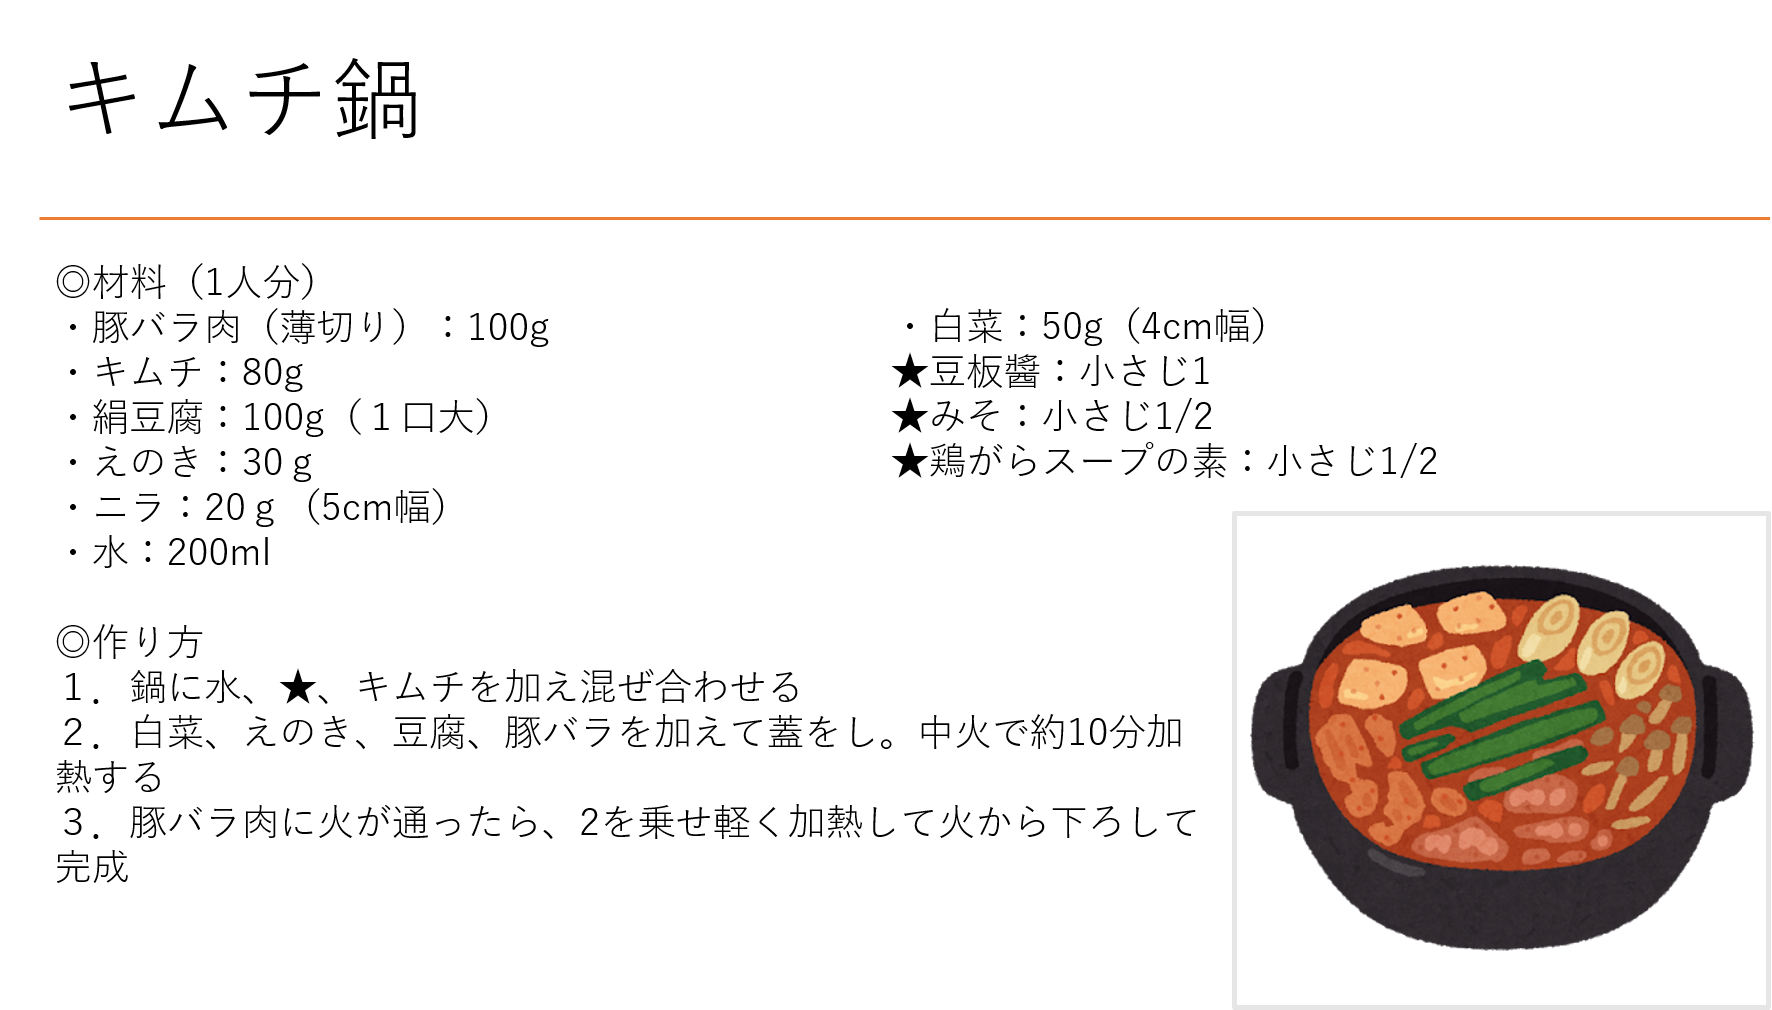 キムチ鍋
◎材料（1人分）
・豚バラ肉（薄切り）：100g
・キムチ：80g
・絹豆腐：100g（１口大）
・えのき：30ｇ
・ニラ：20ｇ（5cm幅）
・水：200ml
・白菜：50g（4cm幅）
★豆板醬：小さじ1
★みそ：小さじ1/2
★鶏がらスープの素：小さじ1/2
◎作り方
１．鍋に水、★、キムチを加え混ぜ合わせる
２．白菜、えのき、豆腐、豚バラを加えて蓋をし。中火で約10分加
熱する
３．豚バラ肉に火が通ったら、2を乗せ軽く加熱して火から下ろして
完成